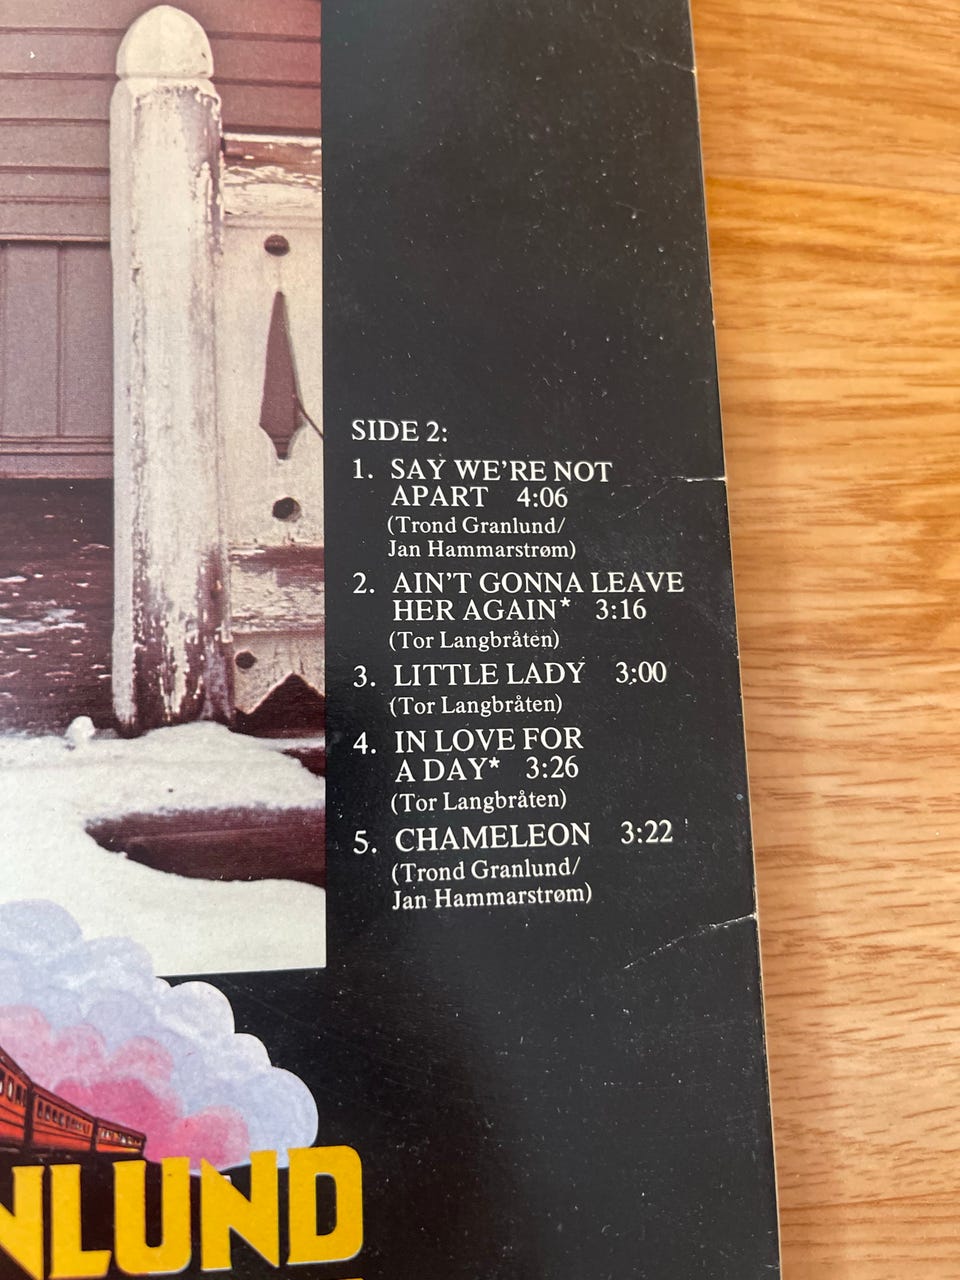 SIDE 2:
1. SAY WE'RE NOT
APART 4:06
(Trond Granlund/
Jan Hammarstrøm)
2. AIN'T GONNA LEAVE
HER AGAIN* 3:16
(Tor Langbråten)
3. LITTLE LADY 3:00
(Tor Langbråten)
4. IN LOVE FOR
A DAY* 3:26
(Tor Langbråten)
5. CHAMELEON 3:22
(Trond Granlund/
Jan Hammarstrøm)
NLUND